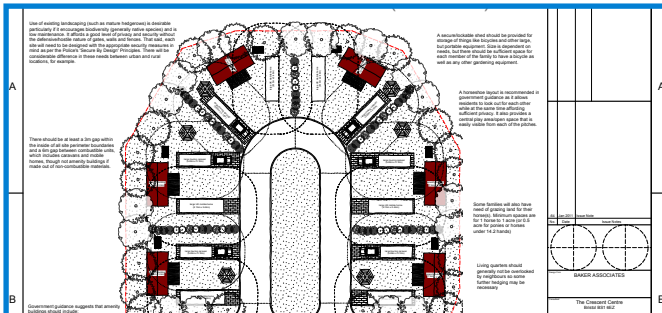 Use of existing landscaping (such as mature hedgerows) is desirable
particularly if it encourages biodiversity (generally native species) and is
low maintenance. It affords a good level of privacy and security without
the defensive/hostile nature of gates, walls and fences. That said, each
site will need to be designed with the appropriate security measures in
mind as per the Police's 'Secure By Design' Principles. There will be
considerable difference in these needs between urban and rural
locations, for example.
A secure/lockable shed should be provided for
storage of things like bicycles and other large,
but portable equipment. Size is dependent on
needs, but there should be sufficient space for
each member of the family to have a bicycle as
well as any other gardening equipment.
A horseshoe layout is recommended in
government guidance as it allows
residents to look out for each other
while at the same time affording
sufficient privacy. It also provides a
central play area/open space that is
easily visible from each of the pitches.
There should be at least a 3m gap within
the inside of all site perimeter boundaries
and a 6m gap between combustible units,
which includes caravans and mobile
homes, though not amenity buildings if
made out of non-combustible materials.
Some families will also have
need of grazing land for their
horse(s). Minimum spaces are
for 1 horse to 1 acre (or 0.5
acre for ponies or horses
under 14.2 hands)
Living quarters should
generally not be overlooked
by neighbours so some
further hedging may be
necessary
Government guidance suggests that amenity
buildings should include:
A
B
A
B
Jan 2011 Issue Note
No. Date Issue Notes
BAKER ASSOCIATES
The Crescent Centre
Bristol BS1 6EZ